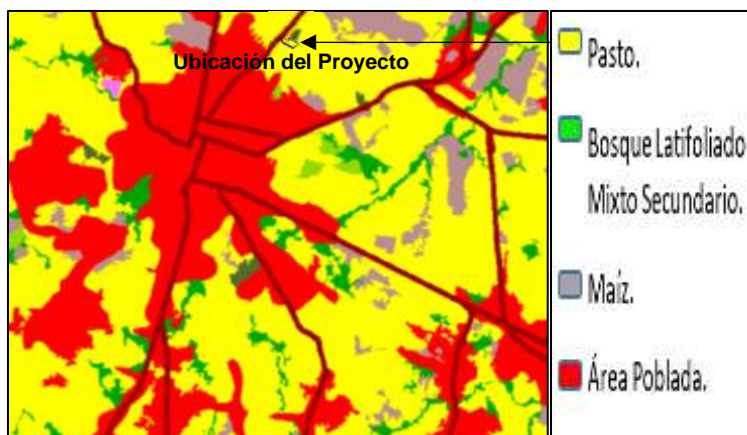 Ubicación del Proyecto
Pasto.
Bosque Latifoliado
Mixto Secundario.
Maíz.
Área Poblada.